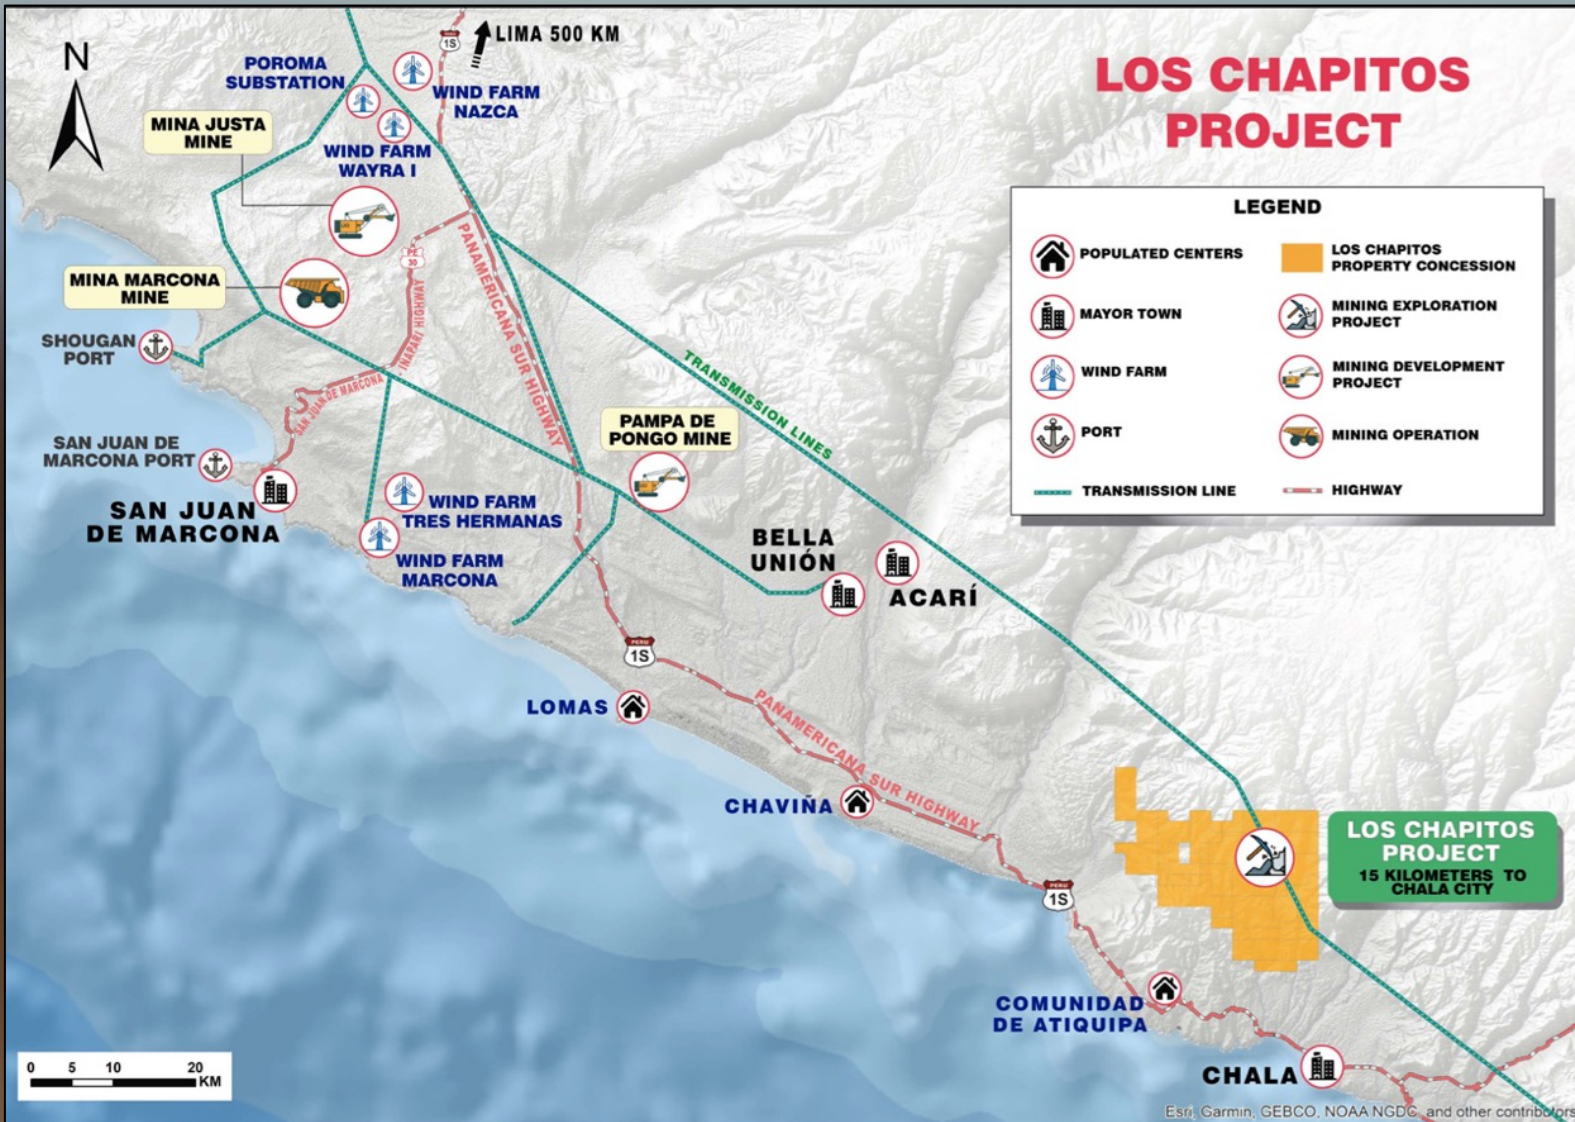 N
LIMA 500 KM
1S
POROMA
SUBSTATION
WIND FARM
NAZCA
WIND FARM
WAYRA I
MINA JUSTA
MINE
MINA MARCONA
MINE
SHOUGAN
PORT
SAN JUAN DE
MARCONA PORT
SAN JUAN
DE MARCONA
PE
30
SAN JUAN DE MARCONA - INAPARI HIGHWAY
PANAMERICANA SUR HIGHWAY
TRANSMISSION LINES
WIND FARM
TRES HERMANAS
WIND FARM
MARCONA
PAMPA DE
PONGO MINE
BELLA
UNIÓN
ACARÍ
PERU
1S
LOMAS
PANAMERICANA SUR HIGHWAY
CHAVIÑA
PERU
1S
COMUNIDAD
DE ATIQUIPA
CHALA
LOS CHAPITOS
PROJECT
15 KILOMETERS TO
CHALA CITY
LOS CHAPITOS
PROJECT
LEGEND
POPULATED CENTERS
MAYOR TOWN
WIND FARM
PORT
TRANSMISSION LINE
LOS CHAPITOS
PROPERTY CONCESSION
MINING EXPLORATION
PROJECT
MINING DEVELOPMENT
PROJECT
MINING OPERATION
HIGHWAY
0 5 10 20
KM
Esri, Garmin, GEBCO, NOAA NGDC, and other contributors